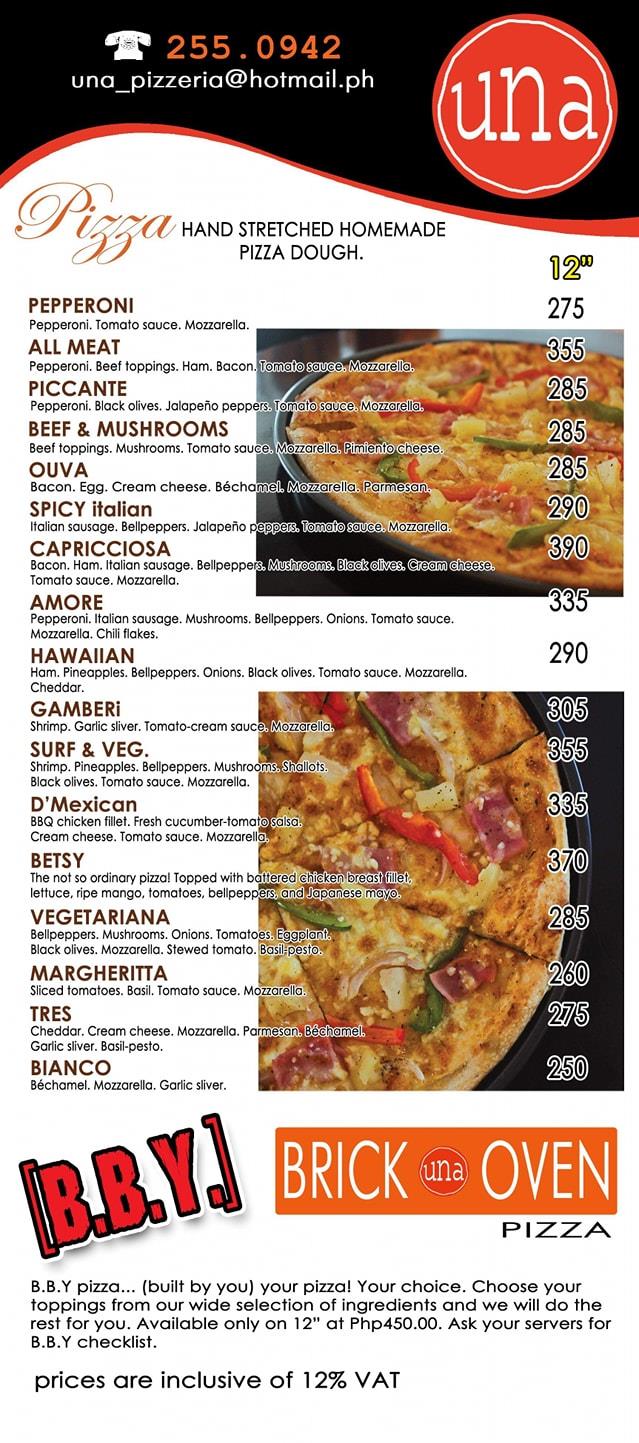 255.0942
una_pizzeria@hotmail.ph
una
Pizza HAND STRETCHED HOMEMADE
PIZZA DOUGH.
12”
PEPPERONI 275
Pepperoni. Tomato sauce. Mozzarella.
ALL MEAT 355
Pepperoni. Beef toppings. Ham. Bacon. Tomato sauce. Mozzarella.
PICCANTE 285
Pepperoni. Black olives. Jalapeño peppers. Tomato sauce. Mozzarella.
BEEF & MUSHROOMS 285
Beef toppings. Mushrooms. Tomato sauce. Mozzarella. Pimiento cheese.
OUVA 285
Bacon. Egg. Cream cheese. Béchamel. Mozzarella. Parmesan.
SPICY italian 290
Italian sausage. Bellpeppers. Jalapeño peppers. Tomato sauce. Mozzarella.
CAPRICCIOSA 390
Bacon. Ham. Italian sausage. Bellpeppers. Mushrooms. Black olives. Cream cheese.
Tomato sauce. Mozzarella.
AMORE 335
Pepperoni. Italian sausage. Mushrooms. Bellpeppers. Onions. Tomato sauce.
Mozzarella. Chili flakes.
HAWAIIAN 290
Ham. Pineapples. Bellpeppers. Onions. Black olives. Tomato sauce. Mozzarella.
Cheddar.
GAMBERi 305
Shrimp. Garlic sliver. Tomato-cream sauce. Mozzarella.
SURF & VEG. 355
Shrimp. Pineapples. Bellpeppers. Mushrooms. Shallots.
Black olives. Tomato sauce. Mozzarella.
D’Mexican 335
BBQ chicken fillet. Fresh cucumber-tomato salsa.
Cream cheese. Tomato sauce. Mozzarella.
BETSY 370
The not so ordinary pizza! Topped with battered chicken breast fillet,
lettuce, ripe mango, tomatoes, bellpeppers, and Japanese mayo.
VEGETARIANA 285
Bellpeppers. Mushrooms. Onions. Tomatoes. Eggplant.
Black olives. Mozzarella. Stewed tomato. Basil-pesto.
MARGHERITTA 260
Sliced tomatoes. Basil. Tomato sauce. Mozzarella.
TRES 275
Cheddar. Cream cheese. Mozzarella. Parmesan. Béchamel.
Garlic sliver. Basil-pesto.
BIANCO 250
Béchamel. Mozzarella. Garlic sliver.
[B.B.Y.]
BRICK una OVEN
PIZZA
B.B.Y pizza... (built by you) your pizza! Your choice. Choose your
toppings from our wide selection of ingredients and we will do the
rest for you. Available only on 12” at Php450.00. Ask your servers for
B.B.Y checklist.
prices are inclusive of 12% VAT